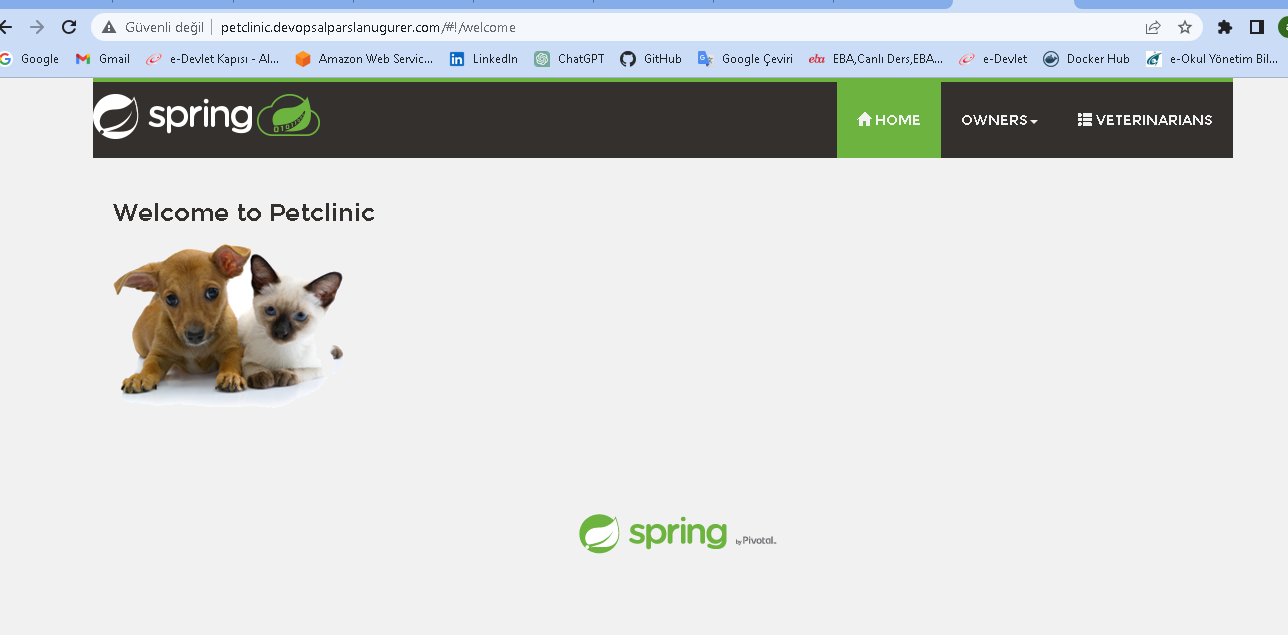 Güvenli değil petclinic.devopsalparslanugurer.com/#!/welcome
Google Gmail e-Devlet Kapısı - Al... Amazon Web Servic... LinkedIn ChatGPT GitHub Google Çeviri eba EBA,Canlı Ders,EBA... e-Devlet Docker Hub e-Okul Yönetim Bil...
spring HOME OWNERS VETERINARIANS
Welcome to Petclinic
spring by Pivotal.